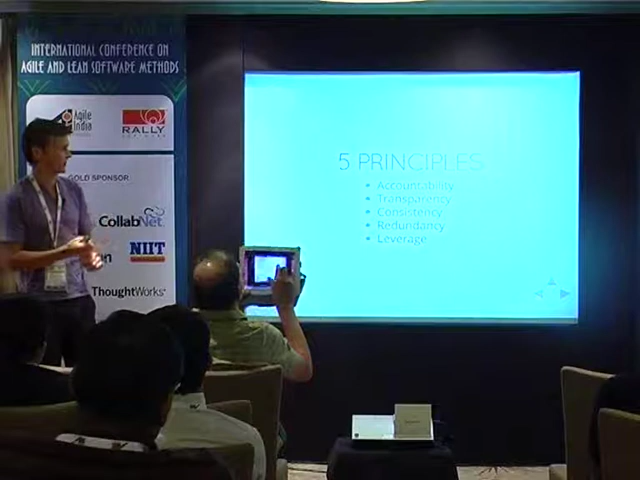 INTERNATIONAL CONFERENCE ON
AGILE AND LEAN SOFTWARE METHODS
Agile
India
RALLY
GOLD SPONSOR
CollabNet
NIIT
ThoughtWorks
5 PRINCIPLES
• Accountability
• Transparency
• Consistency
• Redundancy
• Leverage